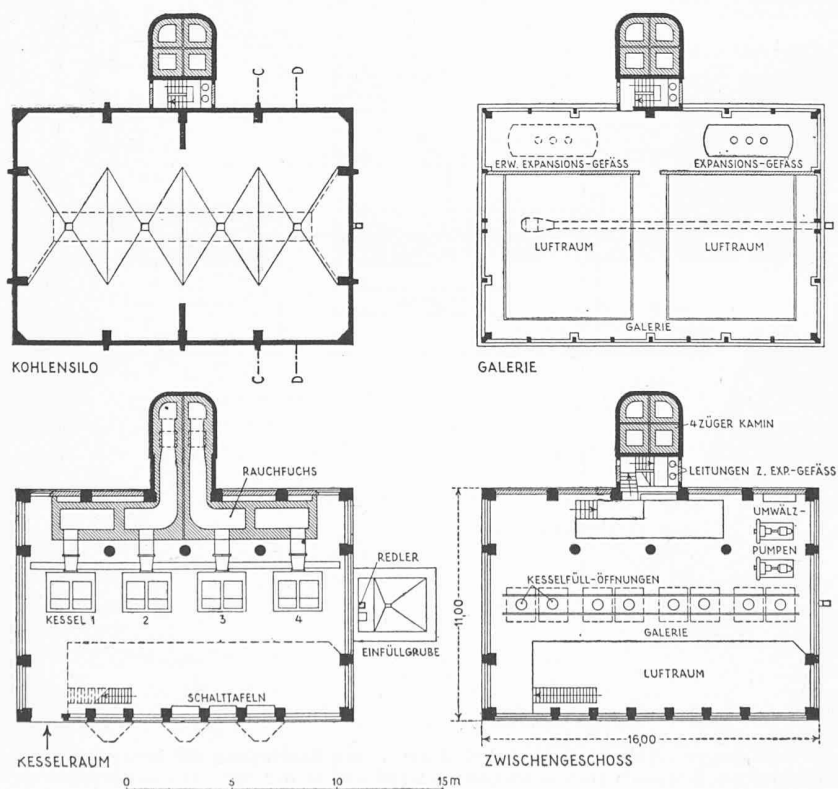 C
D
KOHLENSILO
C
D
ERW. EXPANSIONS-GEFÄSS
EXPANSIONS-GEFÄSS
LUFTRAUM
LUFTRAUM
GALERIE
GALERIE
RAUCHFUCHS
REDLER
KESSEL 1
2
3
4
EINFÜLLGRUBE
SCHALTTAFELN
KESSELRAUM
4 ZÜGER KAMIN
LEITUNGEN Z. EXP.-GEFÄSS
UMWÄLZ-
PUMPEN
KESSELFÜLL-ÖFFNUNGEN
11,00
GALERIE
LUFTRAUM
16,00
ZWISCHENGESCHOSS
0
5
10
15 m